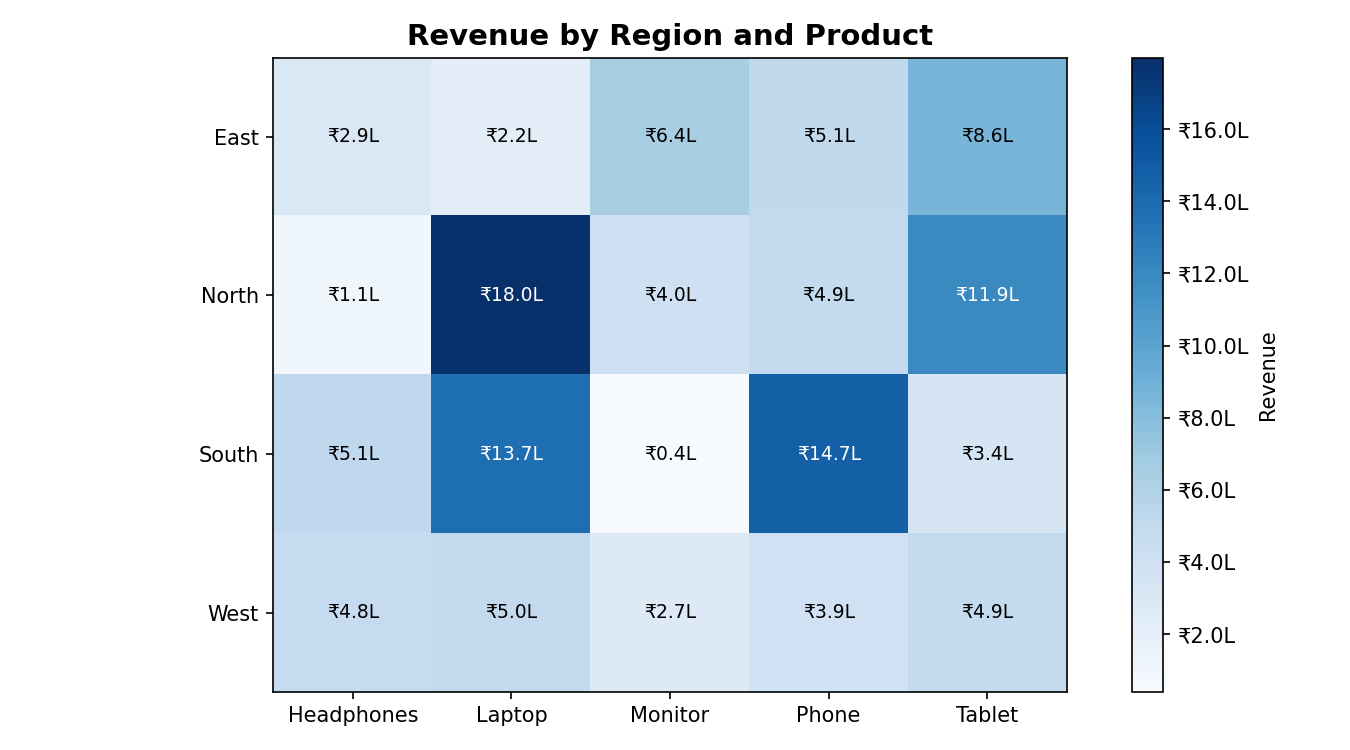 Revenue by Region and Product
East ₹2.9L ₹2.2L ₹6.4L ₹5.1L ₹8.6L
North ₹1.1L ₹18.0L ₹4.0L ₹4.9L ₹11.9L
South ₹5.1L ₹13.7L ₹0.4L ₹14.7L ₹3.4L
West ₹4.8L ₹5.0L ₹2.7L ₹3.9L ₹4.9L
Headphones Laptop Monitor Phone Tablet
₹16.0L
₹14.0L
₹12.0L
₹10.0L
₹8.0L
₹6.0L
₹4.0L
₹2.0L
Revenue